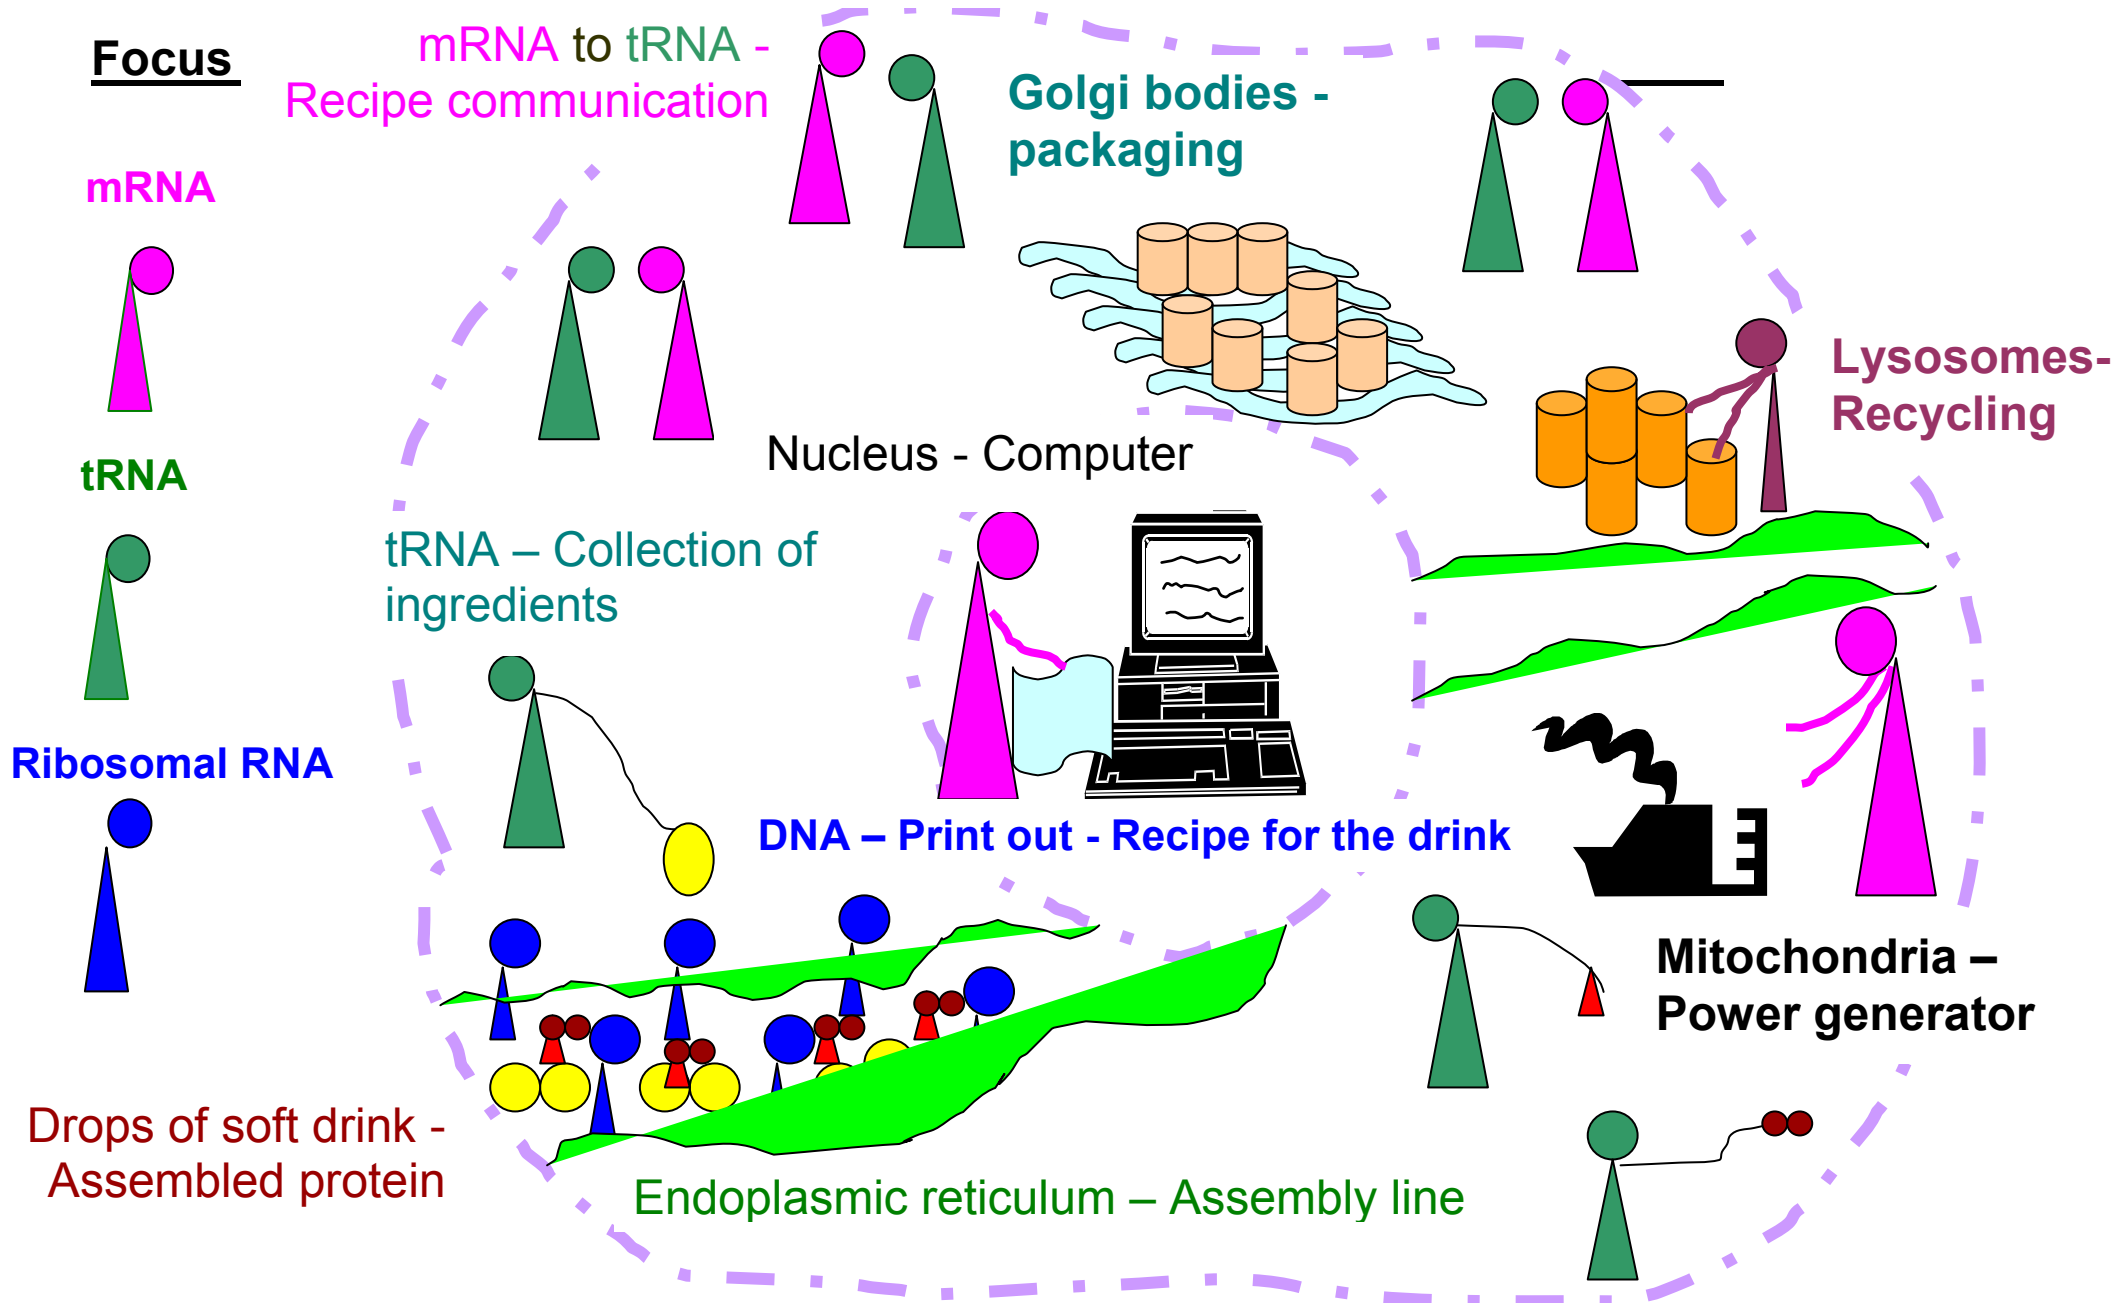 Focus
mRNA to tRNA -
Recipe communication
Golgi bodies -
packaging
mRNA
Lysosomes-
Recycling
Nucleus - Computer
tRNA
tRNA – Collection of
ingredients
Ribosomal RNA
DNA – Print out - Recipe for the drink
Mitochondria –
Power generator
Drops of soft drink -
Assembled protein
Endoplasmic reticulum – Assembly line